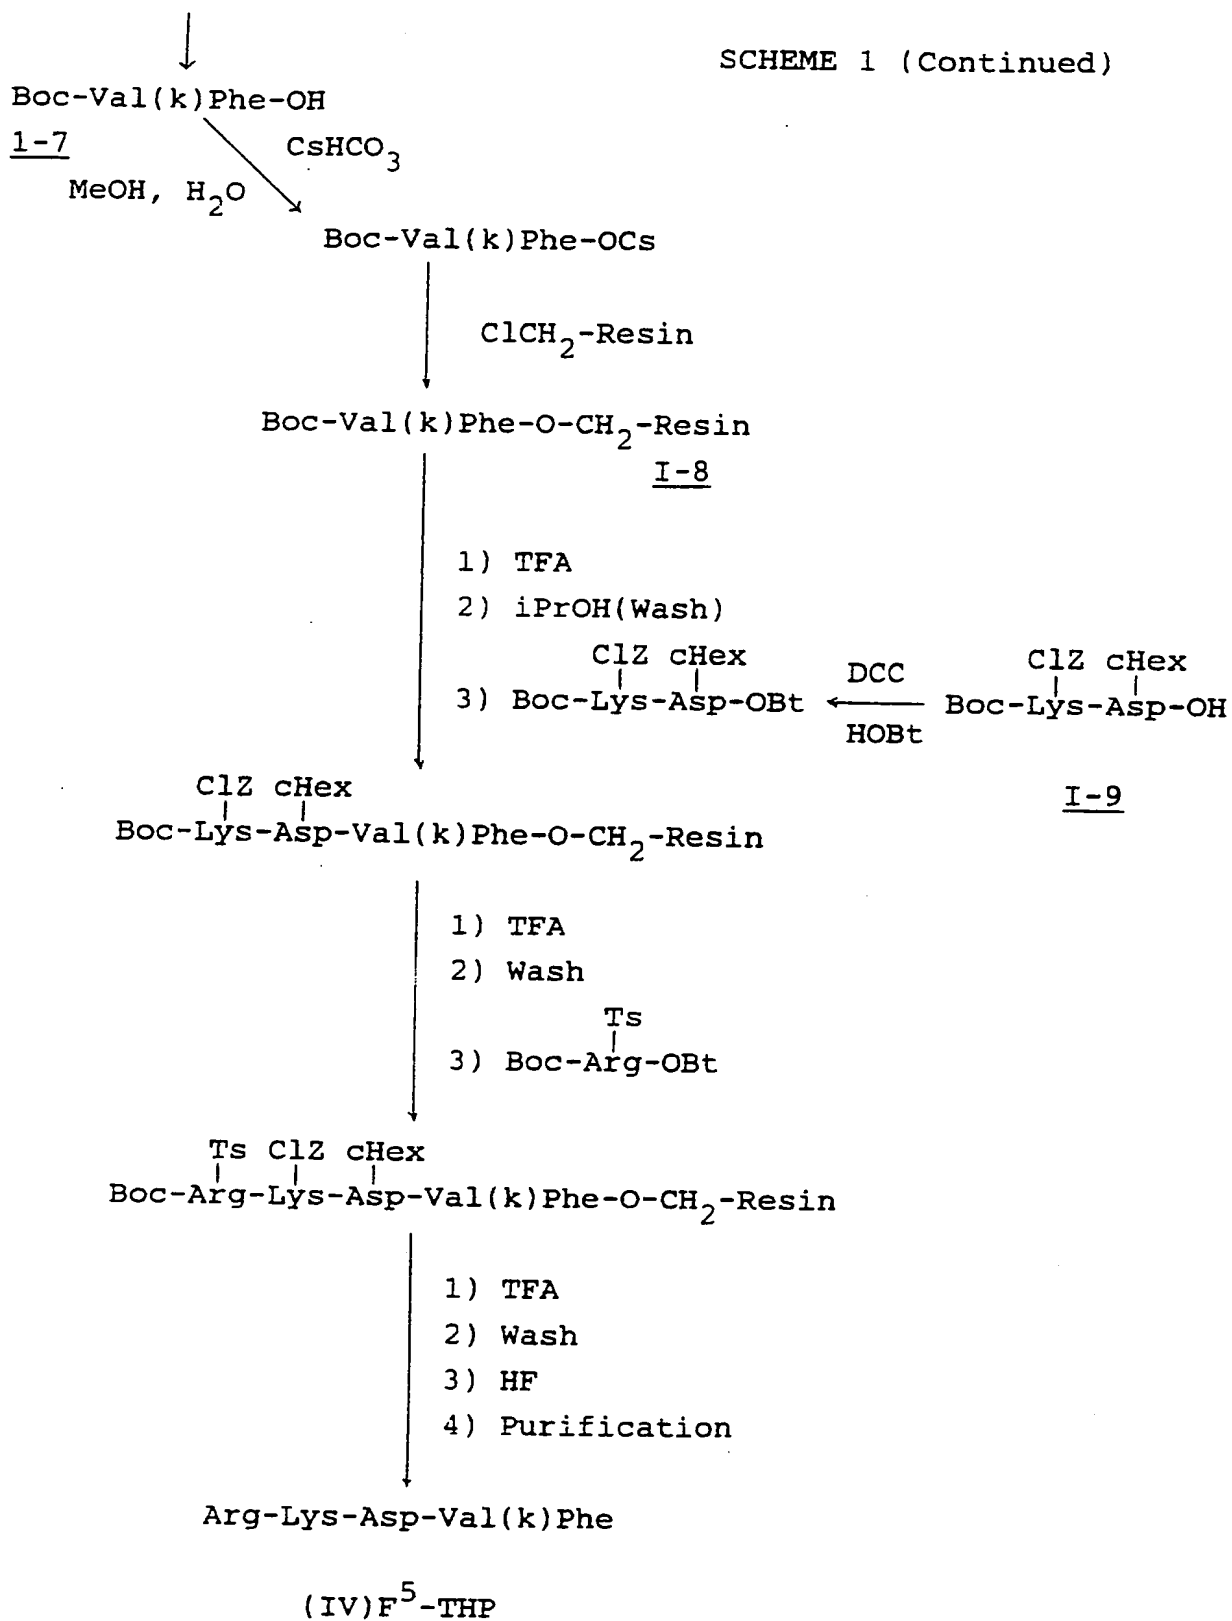 SCHEME 1 (Continued)
Boc-Val(k)Phe-OH
1-7
CsHCO3
MeOH, H2O
Boc-Val(k)Phe-OCs
ClCH2-Resin
Boc-Val(k)Phe-O-CH2-Resin
I-8
1) TFA
2) iPrOH(Wash)
ClZ cHex
3) Boc-Lys-Asp-OBt
DCC
HOBt
ClZ cHex
Boc-Lys-Asp-OH
I-9
ClZ cHex
Boc-Lys-Asp-Val(k)Phe-O-CH2-Resin
1) TFA
2) Wash
Ts
3) Boc-Arg-OBt
Ts ClZ cHex
Boc-Arg-Lys-Asp-Val(k)Phe-O-CH2-Resin
1) TFA
2) Wash
3) HF
4) Purification
Arg-Lys-Asp-Val(k)Phe
(IV)F5-THP